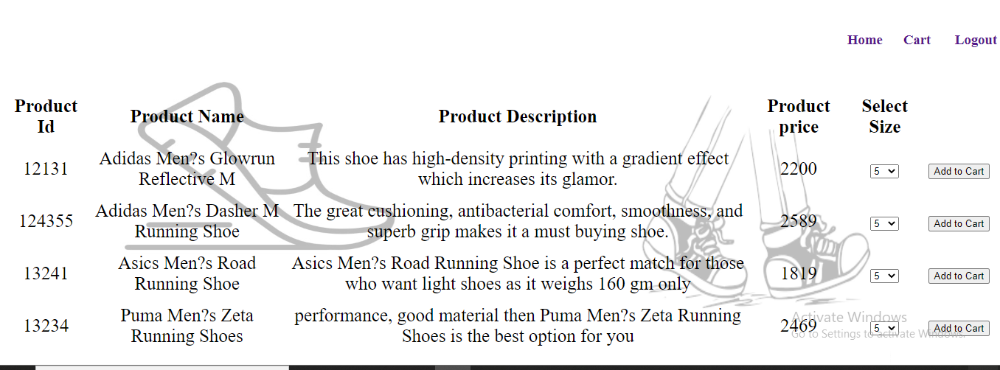 Home Cart Logout
Product Id Product Name Product Description Product price Select Size
12131 Adidas Men?s Glowrun Reflective M This shoe has high-density printing with a gradient effect which increases its glamor. 2200 5 Add to Cart
124355 Adidas Men?s Dasher M Running Shoe The great cushioning, antibacterial comfort, smoothness, and superb grip makes it a must buying shoe. 2589 5 Add to Cart
13241 Asics Men?s Road Running Shoe Asics Men?s Road Running Shoe is a perfect match for those who want light shoes as it weighs 160 gm only 1819 5 Add to Cart
13234 Puma Men?s Zeta Running Shoes performance, good material then Puma Men?s Zeta Running Shoes is the best option for you 2469 5 Add to Cart
Activate Windows
Go to Settings to activate Windows.